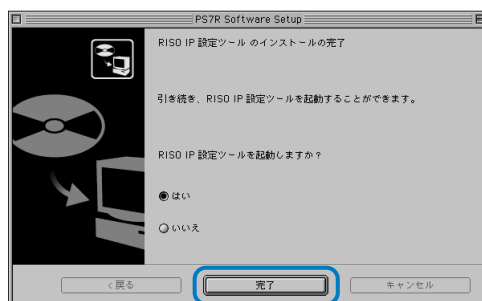 PS7R Software Setup
RISO IP 設定ツール のインストールの完了
引き続き、RISO IP 設定ツールを起動することができます。
RISO IP 設定ツールを起動しますか？
はい
いいえ
<戻る
完了
キャンセル